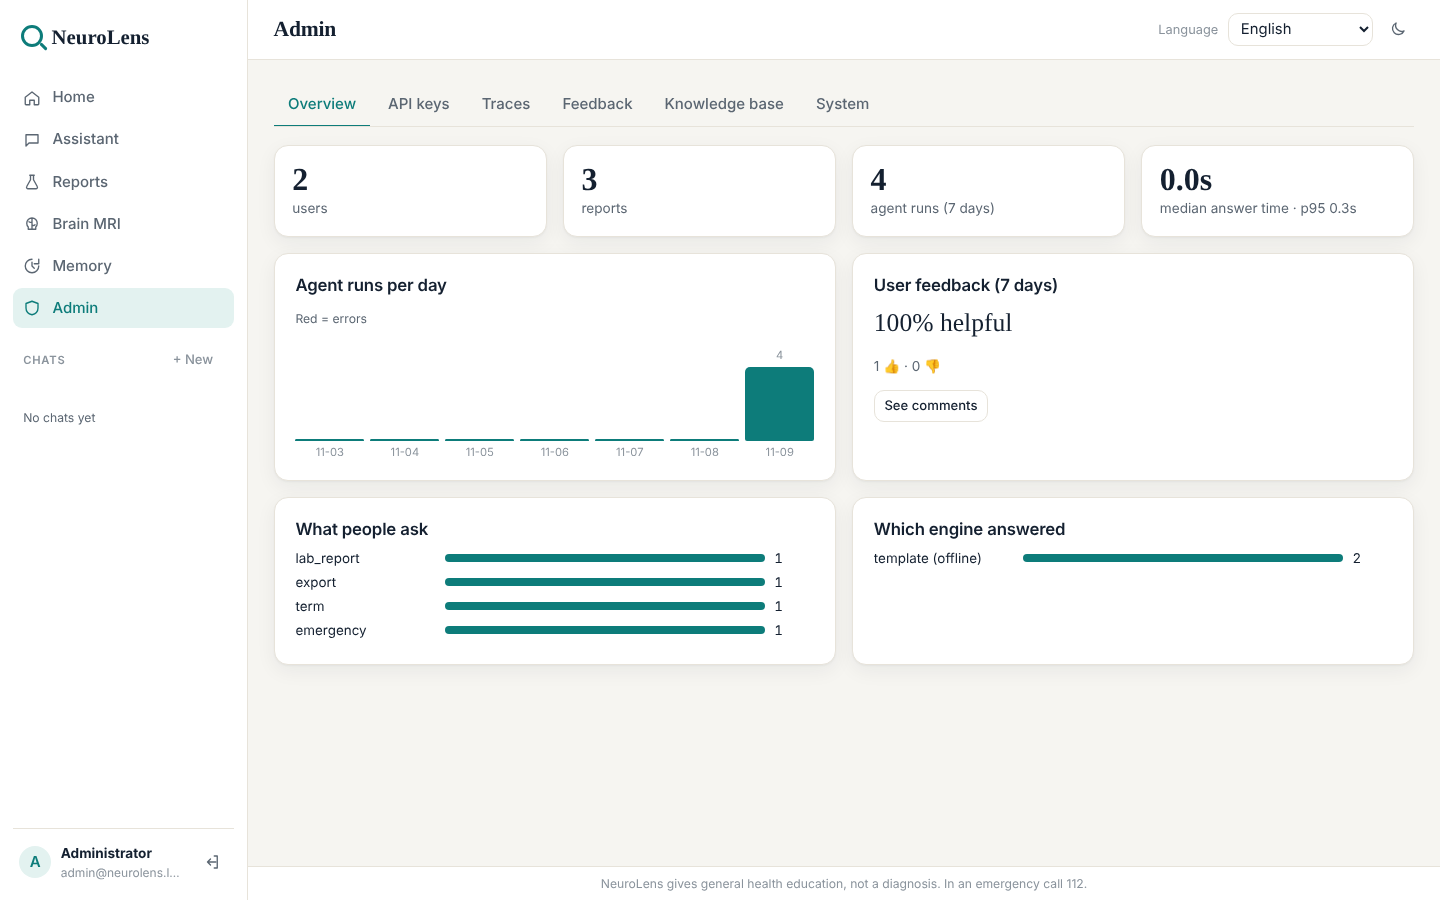 NeuroLens
Home
Assistant
Reports
Brain MRI
Memory
Admin
CHATS
+ New
No chats yet
A
Administrator
admin@neurolens.l...
Admin
Language
English
Overview
API keys
Traces
Feedback
Knowledge base
System
2
users
3
reports
4
agent runs (7 days)
0.0s
median answer time · p95 0.3s
Agent runs per day
Red = errors
4
11-03
11-04
11-05
11-06
11-07
11-08
11-09
User feedback (7 days)
100% helpful
1 👍 · 0 👎
See comments
What people ask
lab_report 1
export 1
term 1
emergency 1
Which engine answered
template (offline) 2
NeuroLens gives general health education, not a diagnosis. In an emergency call 112.